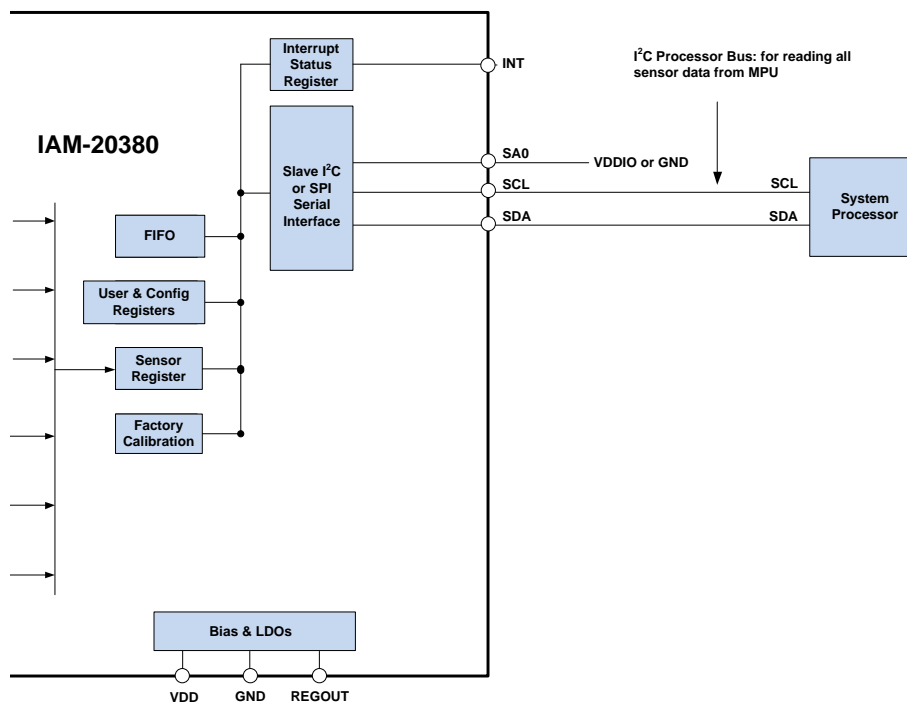 Interrupt
Status
Register
INT
I²C Processor Bus: for reading all
sensor data from MPU
IAM-20380
Slave I²C
or SPI
Serial
Interface
SA0
VDDIO or GND
SCL
SCL
SDA
SDA
System
Processor
FIFO
User & Config
Registers
Sensor
Register
Factory
Calibration
Bias & LDOs
VDD
GND
REGOUT